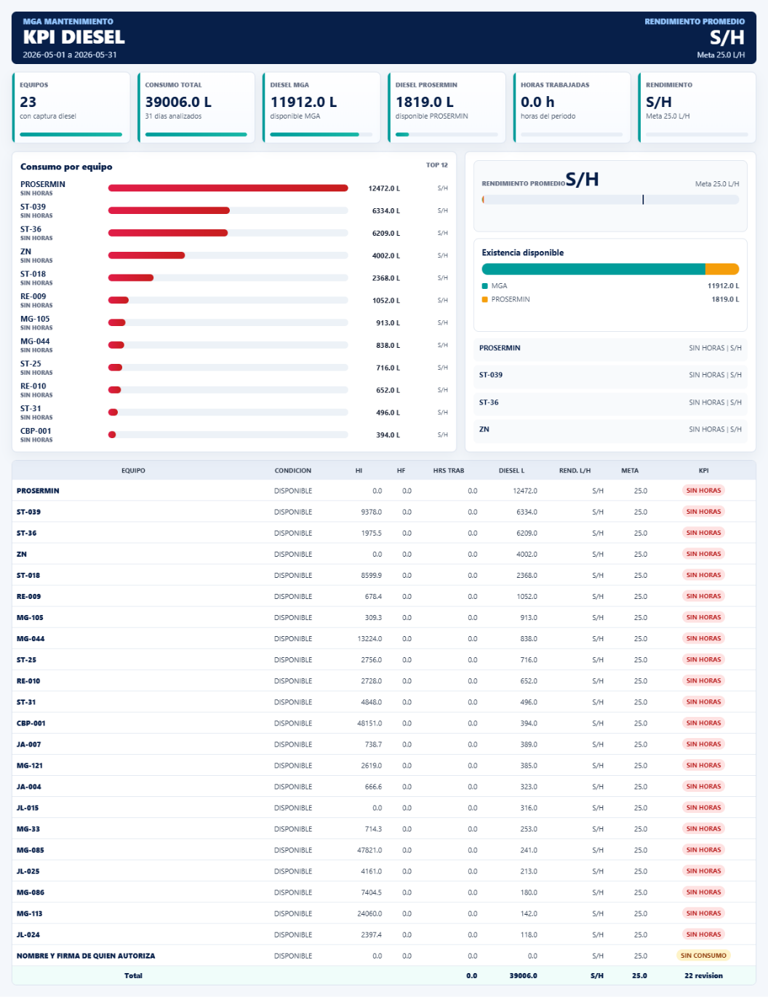 MGA MANTENIMIENTO
KPI DIESEL
2026-05-01 a 2026-05-31
RENDIMIENTO PROMEDIO
S/H
Meta 25.0 L/H
EQUIPOS
23
con captura diesel
CONSUMO TOTAL
39006.0 L
31 dias analizados
DIESEL MGA
11912.0 L
disponible MGA
DIESEL PROSERMIN
1819.0 L
disponible PROSERMIN
HORAS TRABAJADAS
0.0 h
horas del periodo
RENDIMIENTO
S/H
Meta 25.0 L/H
Consumo por equipo TOP 12
PROSERMIN
SIN HORAS
12472.0 L S/H
ST-039
SIN HORAS
6334.0 L S/H
ST-36
SIN HORAS
6209.0 L S/H
ZN
SIN HORAS
4002.0 L S/H
ST-018
SIN HORAS
2368.0 L S/H
RE-009
SIN HORAS
1052.0 L S/H
MG-105
SIN HORAS
913.0 L S/H
MG-044
SIN HORAS
838.0 L S/H
ST-25
SIN HORAS
716.0 L S/H
RE-010
SIN HORAS
652.0 L S/H
ST-31
SIN HORAS
496.0 L S/H
CBP-001
SIN HORAS
394.0 L S/H
RENDIMIENTO PROMEDIO S/H Meta 25.0 L/H
Existencia disponible
MGA 11912.0 L
PROSERMIN 1819.0 L
PROSERMIN SIN HORAS | S/H
ST-039 SIN HORAS | S/H
ST-36 SIN HORAS | S/H
ZN SIN HORAS | S/H
EQUIPO CONDICION HI HF HRS TRAB DIESEL L REND. L/H META KPI
PROSERMIN DISPONIBLE 0.0 0.0 0.0 12472.0 S/H 25.0 SIN HORAS
ST-039 DISPONIBLE 9378.0 0.0 0.0 6334.0 S/H 25.0 SIN HORAS
ST-36 DISPONIBLE 1975.5 0.0 0.0 6209.0 S/H 25.0 SIN HORAS
ZN DISPONIBLE 0.0 0.0 0.0 4002.0 S/H 25.0 SIN HORAS
ST-018 DISPONIBLE 8599.9 0.0 0.0 2368.0 S/H 25.0 SIN HORAS
RE-009 DISPONIBLE 678.4 0.0 0.0 1052.0 S/H 25.0 SIN HORAS
MG-105 DISPONIBLE 309.3 0.0 0.0 913.0 S/H 25.0 SIN HORAS
MG-044 DISPONIBLE 13224.0 0.0 0.0 838.0 S/H 25.0 SIN HORAS
ST-25 DISPONIBLE 2756.0 0.0 0.0 716.0 S/H 25.0 SIN HORAS
RE-010 DISPONIBLE 2728.0 0.0 0.0 652.0 S/H 25.0 SIN HORAS
ST-31 DISPONIBLE 4848.0 0.0 0.0 496.0 S/H 25.0 SIN HORAS
CBP-001 DISPONIBLE 48151.0 0.0 0.0 394.0 S/H 25.0 SIN HORAS
JA-007 DISPONIBLE 738.7 0.0 0.0 389.0 S/H 25.0 SIN HORAS
MG-121 DISPONIBLE 2619.0 0.0 0.0 385.0 S/H 25.0 SIN HORAS
JA-004 DISPONIBLE 666.6 0.0 0.0 323.0 S/H 25.0 SIN HORAS
JL-015 DISPONIBLE 0.0 0.0 0.0 316.0 S/H 25.0 SIN HORAS
MG-33 DISPONIBLE 714.3 0.0 0.0 253.0 S/H 25.0 SIN HORAS
MG-085 DISPONIBLE 47821.0 0.0 0.0 241.0 S/H 25.0 SIN HORAS
JL-025 DISPONIBLE 4161.0 0.0 0.0 213.0 S/H 25.0 SIN HORAS
MG-086 DISPONIBLE 7404.5 0.0 0.0 180.0 S/H 25.0 SIN HORAS
MG-113 DISPONIBLE 24060.0 0.0 0.0 142.0 S/H 25.0 SIN HORAS
JL-024 DISPONIBLE 2397.4 0.0 0.0 118.0 S/H 25.0 SIN HORAS
NOMBRE Y FIRMA DE QUIEN AUTORIZA DISPONIBLE 0.0 0.0 0.0 0.0 S/H 25.0 SIN CONSUMO
Total 0.0 39006.0 S/H 25.0 22 revision